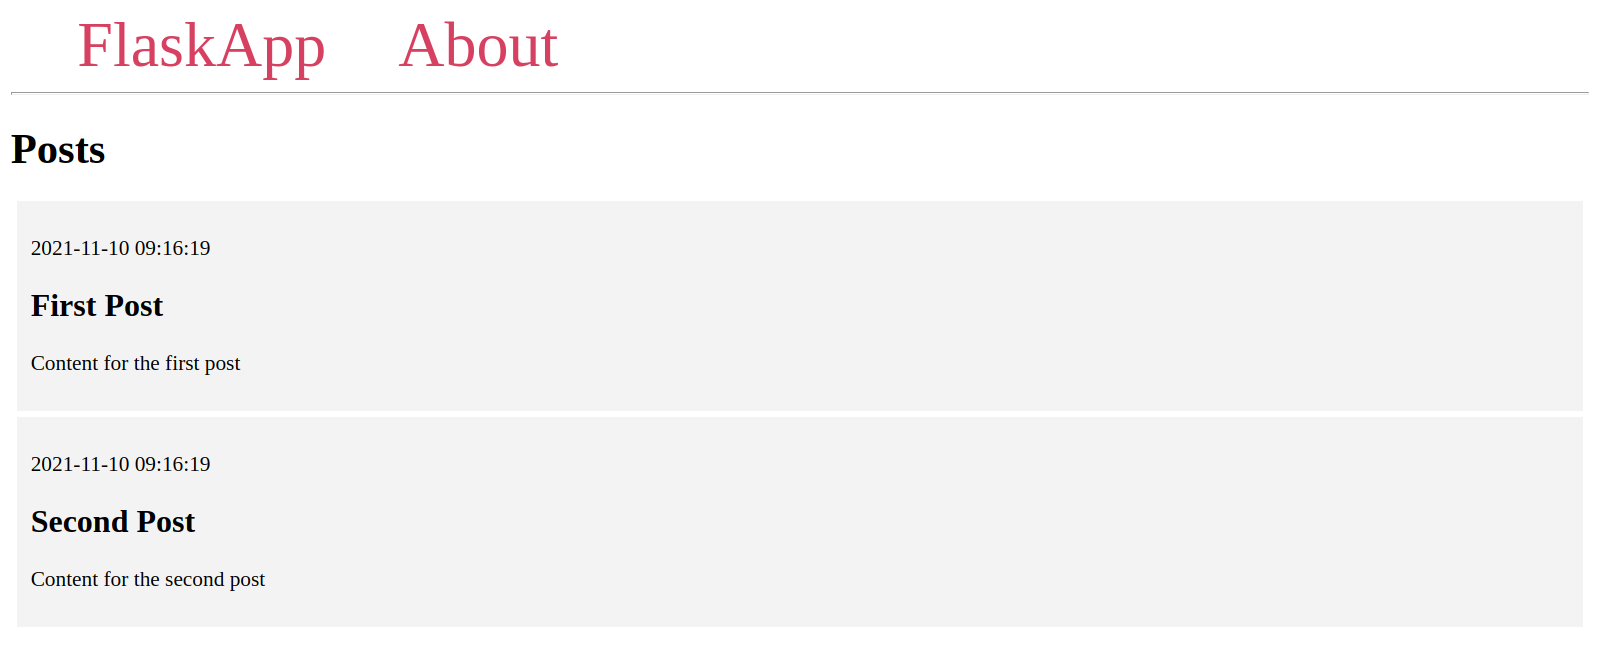 FlaskApp About
Posts
2021-11-10 09:16:19
First Post
Content for the first post
2021-11-10 09:16:19
Second Post
Content for the second post